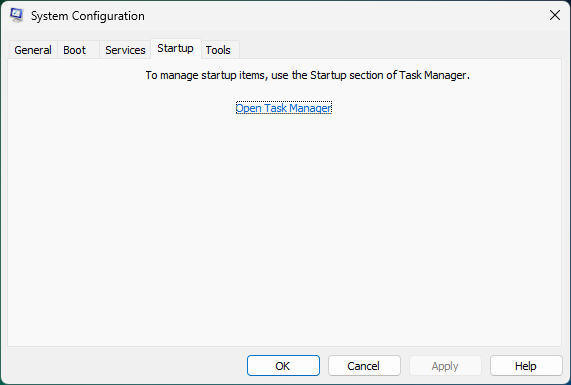 System Configuration
General Boot Services Startup Tools
To manage startup items, use the Startup section of Task Manager.
Open Task Manager
OK Cancel Apply Help